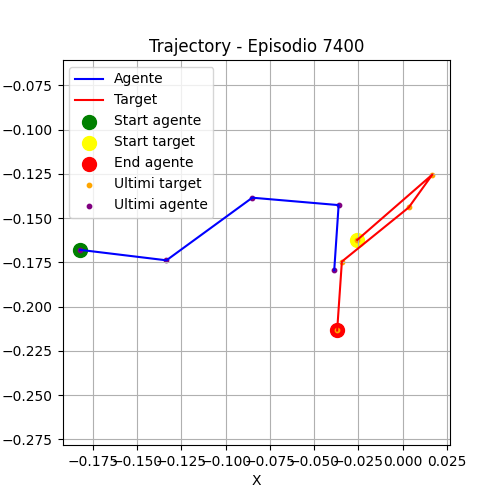 Trajectory - Episodio 7400
Agente
Target
Start agente
Start target
End agente
Ultimi target
Ultimi agente
−0.075
−0.100
−0.125
−0.150
−0.175
−0.200
−0.225
−0.250
−0.275
−0.175 −0.150 −0.125 −0.100 −0.075 −0.050 −0.025 0.000 0.025
X